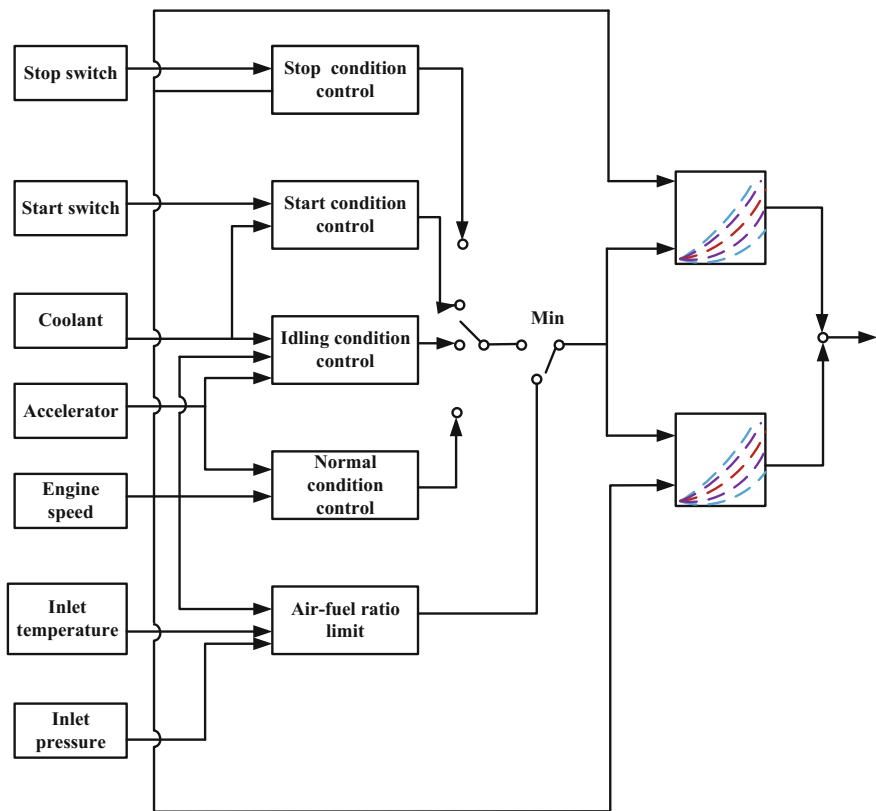 Stop switch
Stop condition
control
Start switch
Start condition
control
Coolant
Idling condition
control
Min
Accelerator
Engine
speed
Normal
condition
control
Inlet
temperature
Air-fuel ratio
limit
Inlet
pressure